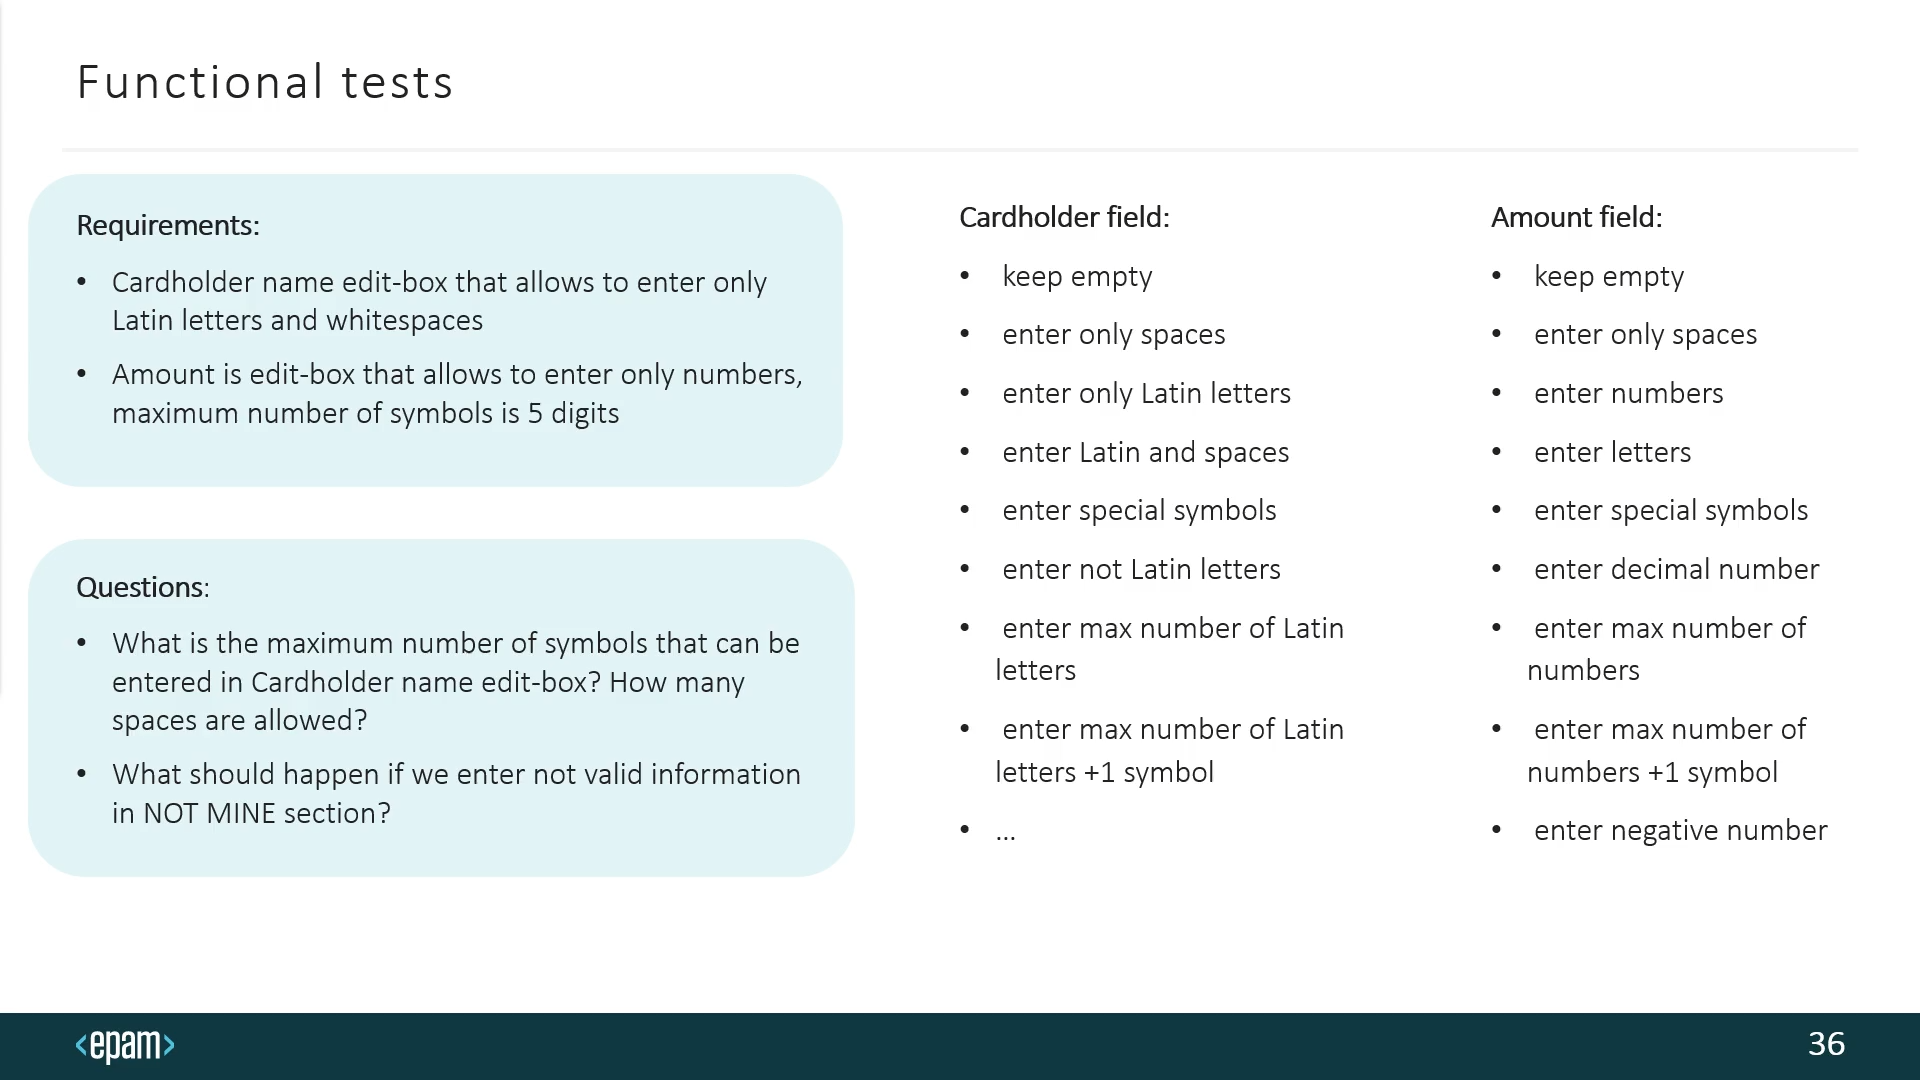 Functional tests
Requirements:
• Cardholder name edit-box that allows to enter only
Latin letters and whitespaces
• Amount is edit-box that allows to enter only numbers,
maximum number of symbols is 5 digits
Questions:
• What is the maximum number of symbols that can be
entered in Cardholder name edit-box? How many
spaces are allowed?
• What should happen if we enter not valid information
in NOT MINE section?
Cardholder field:
• keep empty
• enter only spaces
• enter only Latin letters
• enter Latin and spaces
• enter special symbols
• enter not Latin letters
• enter max number of Latin
letters
• enter max number of Latin
letters +1 symbol
• ...
Amount field:
• keep empty
• enter only spaces
• enter numbers
• enter letters
• enter special symbols
• enter decimal number
• enter max number of
numbers
• enter max number of
numbers +1 symbol
• enter negative number
<epam>
36